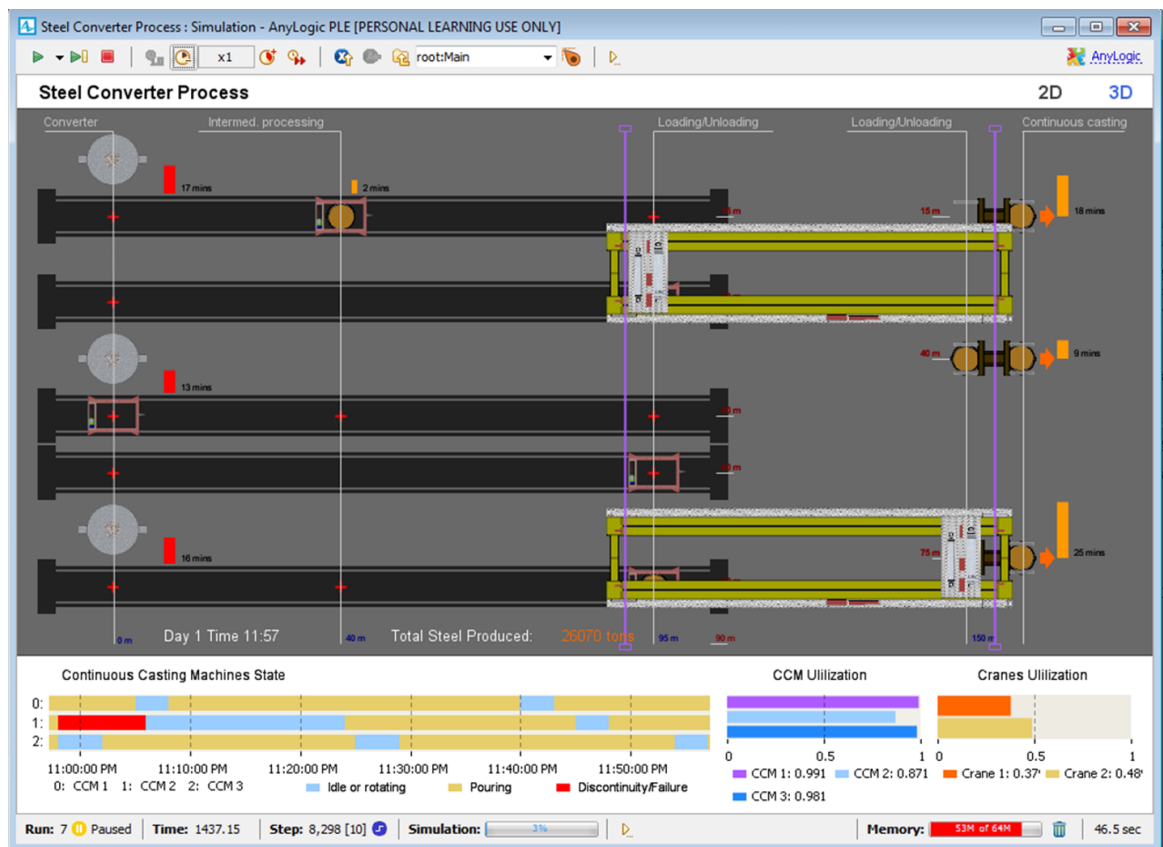 Steel Converter Process : Simulation - AnyLogic PLE [PERSONAL LEARNING USE ONLY]
x1 root:Main AnyLogic
Steel Converter Process 2D 3D
Converter Intermed. processing Loading/Unloading Loading/Unloading Continuous casting
17 mins 2 mins 15 m 18 mins
40 m 9 mins
13 mins
16 mins 75 m 25 mins
Day 1 Time 11:57 Total Steel Produced: 26070 tons
0 m 40 m 95 m 90 m 150 m
Continuous Casting Machines State CCM Ulilization Cranes Ulilization
0:
1:
2:
11:00:00 PM 11:10:00 PM 11:20:00 PM 11:30:00 PM 11:40:00 PM 11:50:00 PM 0 0.5 1 0 0.5 1
0: CCM 1 1: CCM 2 2: CCM 3 Idle or rotating Pouring Discontinuity/Failure
CCM 1: 0.991 CCM 2: 0.871 Crane 1: 0.37 Crane 2: 0.48
CCM 3: 0.981
Run: 7 Paused Time: 1437.15 Step: 8,298 [10] Simulation: 3% Memory: 53M of 64M 46.5 sec